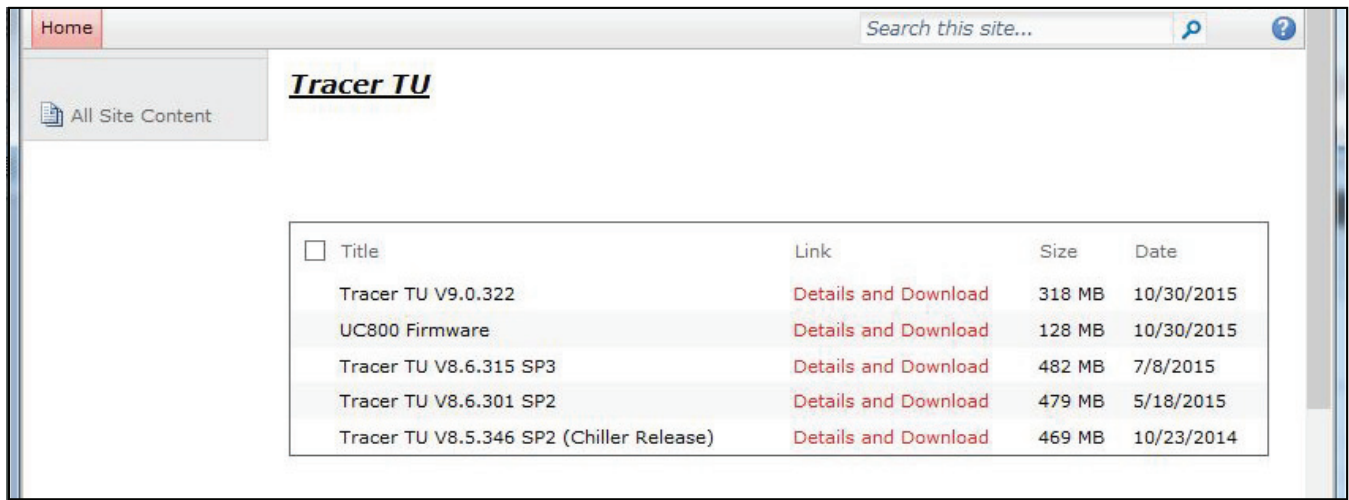 Home Search this site...
Tracer TU
All Site Content
Title Link Size Date
Tracer TU V9.0.322 Details and Download 318 MB 10/30/2015
UC800 Firmware Details and Download 128 MB 10/30/2015
Tracer TU V8.6.315 SP3 Details and Download 482 MB 7/8/2015
Tracer TU V8.6.301 SP2 Details and Download 479 MB 5/18/2015
Tracer TU V8.5.346 SP2 (Chiller Release) Details and Download 469 MB 10/23/2014